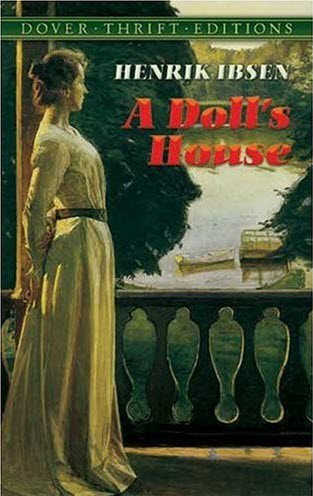 DOVER · THRIFT · EDITIONS
HENRIK IBSEN
A Doll's
House